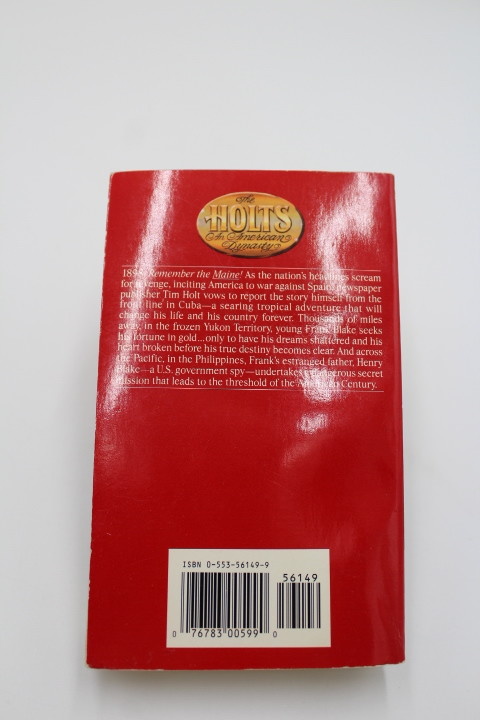 The
HOLTS
An American
Dynasty
1898 Remember the Maine! As the nation's headlines scream
for revenge, inciting America to war against Spain, newspaper
publisher Tim Holt vows to report the story himself from the
front line in Cuba—a searing tropical adventure that will
change his life and his country forever. Thousands of miles
away, in the frozen Yukon Territory, young Frank Blake seeks
his fortune in gold...only to have his dreams shattered and his
heart broken before his true destiny becomes clear. And across
the Pacific, in the Philippines, Frank's estranged father, Henry
Blake—a U.S. government spy—undertakes a dangerous secret
mission that leads to the threshold of the American Century.
ISBN 0-553-56149-9
56149
0 76783 00599 0